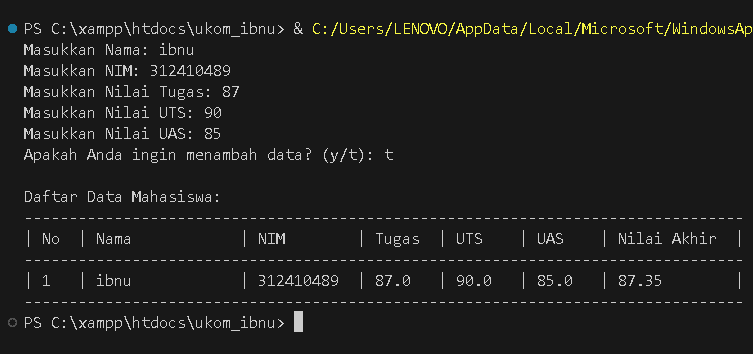 PS C:\xampp\htdocs\ukom_ibnu> & C:/Users/LENOVO/AppData/Local/Microsoft/WindowsAp
Masukkan Nama: ibnu
Masukkan NIM: 312410489
Masukkan Nilai Tugas: 87
Masukkan Nilai UTS: 90
Masukkan Nilai UAS: 85
Apakah Anda ingin menambah data? (y/t): t
Daftar Data Mahasiswa:
--------------------------------------------------------------------------------
| No | Nama | NIM | Tugas | UTS | UAS | Nilai Akhir |
--------------------------------------------------------------------------------
| 1 | ibnu | 312410489 | 87.0 | 90.0 | 85.0 | 87.35 |
--------------------------------------------------------------------------------
PS C:\xampp\htdocs\ukom_ibnu>